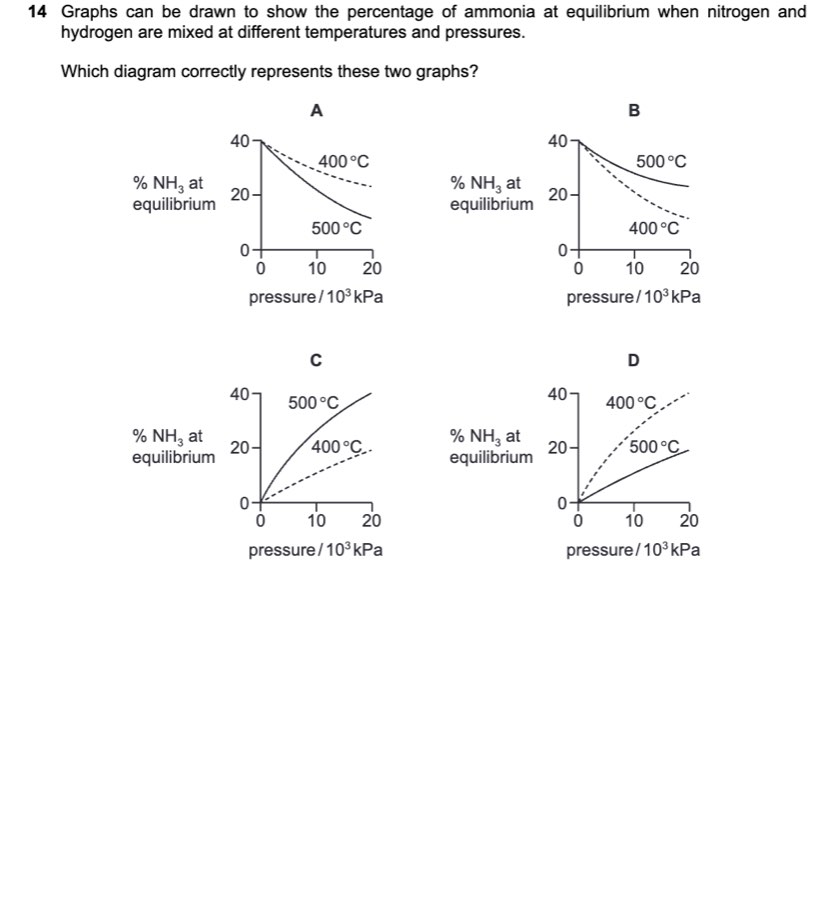 14 Graphs can be drawn to show the percentage of ammonia at equilibrium when nitrogen and
hydrogen are mixed at different temperatures and pressures.
Which diagram correctly represents these two graphs?
A
40
400 °C
% NH₃ at
equilibrium
20
500 °C
0
0 10 20
pressure / 10³ kPa
B
40
500 °C
% NH₃ at
equilibrium
20
400 °C
0
0 10 20
pressure / 10³ kPa
C
40
500 °C
% NH₃ at
equilibrium
20
400 °C
0
0 10 20
pressure / 10³ kPa
D
40
400 °C
% NH₃ at
equilibrium
20
500 °C
0
0 10 20
pressure / 10³ kPa